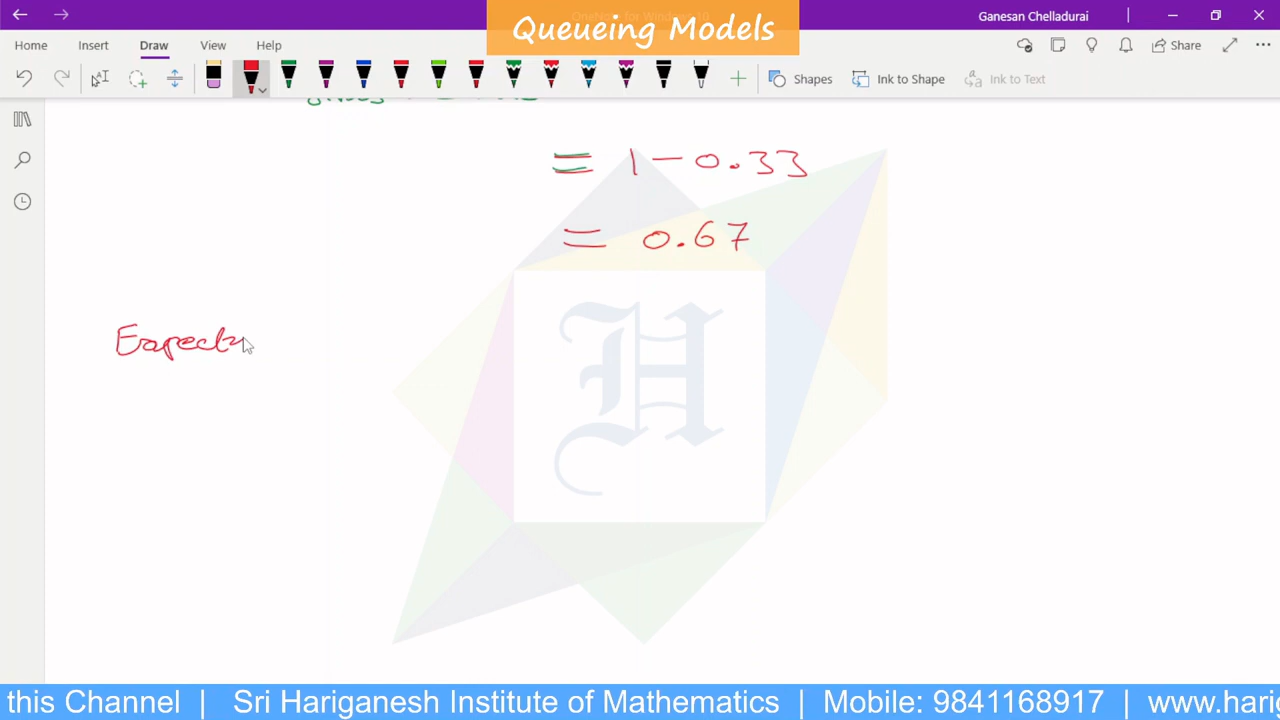 Queueing Models
Ganesan Chelladurai
Home Insert Draw View Help
Share
Shapes Ink to Shape Ink to Text
= 1 - 0.33
= 0.67
Expect
H
this Channel | Sri Hariganesh Institute of Mathematics | Mobile: 9841168917 | www.harig